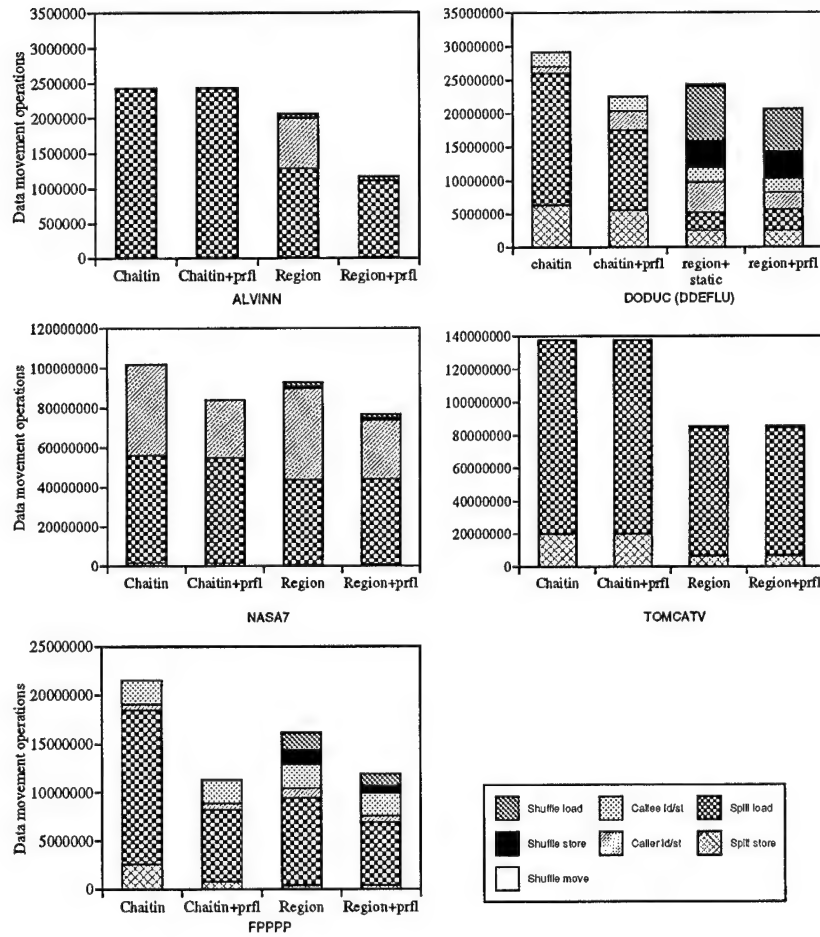 Data movement operations
3500000
3000000
2500000
2000000
1500000
1000000
500000
0
Chaitin Chaitin+prfl Region Region+prfl
ALVINN
35000000
30000000
25000000
20000000
15000000
10000000
5000000
0
chaitin chaitin+prfl region+ static region+prfl
DODUC (DDEFLU)
Data movement operations
120000000
100000000
80000000
60000000
40000000
20000000
0
Chaitin Chaitin+prfl Region Region+prfl
NASA7
140000000
120000000
100000000
80000000
60000000
40000000
20000000
0
Chaitin Chaitin+prfl Region Region+prfl
TOMCATV
Data movement operations
25000000
20000000
15000000
10000000
5000000
0
Chaitin Chaitin+prfl Region Region+prfl
FPPPP
Shuffle load Callee ld/st Spill load
Shuffle store Caller ld/st Spill store
Shuffle move